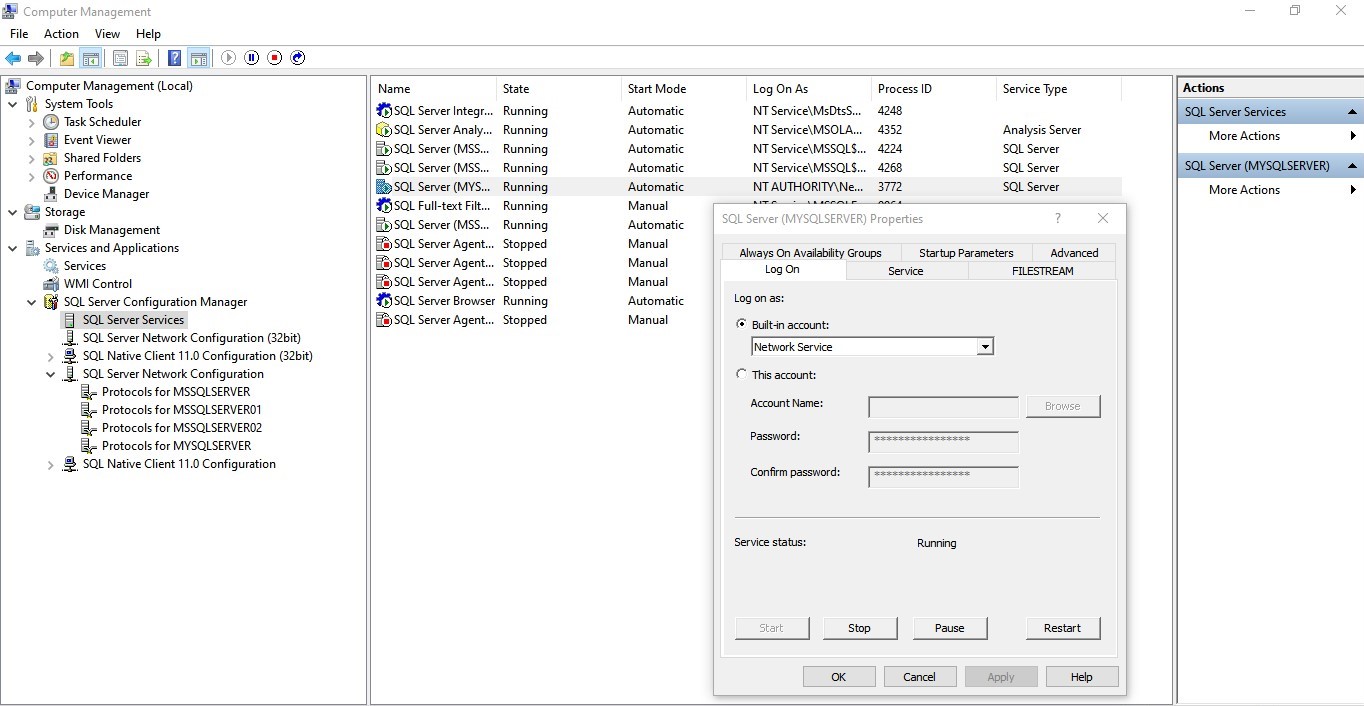 Computer Management
File Action View Help
Computer Management (Local)
System Tools
Task Scheduler
Event Viewer
Shared Folders
Performance
Device Manager
Storage
Disk Management
Services and Applications
Services
WMI Control
SQL Server Configuration Manager
SQL Server Services
SQL Server Network Configuration (32bit)
SQL Native Client 11.0 Configuration (32bit)
SQL Server Network Configuration
Protocols for MSSQLSERVER
Protocols for MSSQLSERVER01
Protocols for MSSQLSERVER02
Protocols for MYSQLSERVER
SQL Native Client 11.0 Configuration
Name State Start Mode Log On As Process ID Service Type
SQL Server Integr... Running Automatic NT Service\MsDtsS... 4248
SQL Server Analy... Running Automatic NT Service\MSOLA... 4352 Analysis Server
SQL Server (MSS... Running Automatic NT Service\MSSQL$... 4224 SQL Server
SQL Server (MSS... Running Automatic NT Service\MSSQL$... 4268 SQL Server
SQL Server (MYS... Running Automatic NT AUTHORITY\Ne... 3772 SQL Server
SQL Full-text Filt... Running Manual
SQL Server (MSS... Running Automatic
SQL Server Agent... Stopped Manual
SQL Server Agent... Stopped Manual
SQL Server Agent... Stopped Manual
SQL Server Browser Running Automatic
SQL Server Agent... Stopped Manual
SQL Server (MYSQLSERVER) Properties ?
Always On Availability Groups Startup Parameters Advanced
Log On Service FILESTREAM
Log on as:
Built-in account:
Network Service
This account:
Account Name: Browse
Password: ****************
Confirm password: ****************
Service status: Running
Start Stop Pause Restart
OK Cancel Apply Help
Actions
SQL Server Services
More Actions
SQL Server (MYSQLSERVER)
More Actions